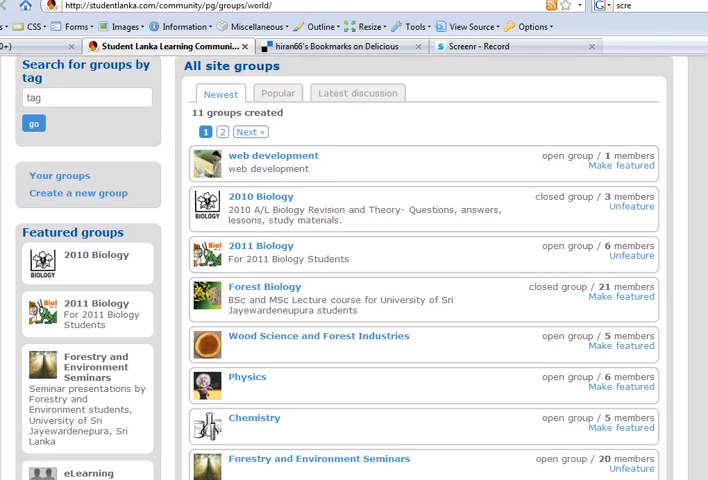 http://studentlanka.com/community/pg/groups/world/
scre
CSS Forms Images Information Miscellaneous Outline Resize Tools View Source Options
Student Lanka Learning Communi...
hiran66's Bookmarks on Delicious
Screenr - Record
Search for groups by
tag
tag
go
Your groups
Create a new group
Featured groups
2010 Biology
2011 Biology
For 2011 Biology
Students
Forestry and
Environment
Seminars
Seminar presentations by
Forestry and
Environment students,
University of Sri
Jayewardenepura, Sri
Lanka
eLearning
All site groups
Newest Popular Latest discussion
11 groups created
1 2 Next »
web development
web development
open group / 1 members
Make featured
BIOLOGY
2010 Biology
2010 A/L Biology Revision and Theory- Questions, answers,
lessons, study materials.
closed group / 3 members
Unfeature
2011 Biology
For 2011 Biology Students
open group / 6 members
Unfeature
Forest Biology
BSc and MSc Lecture course for University of Sri
Jayewardenepura students
closed group / 21 members
Make featured
Wood Science and Forest Industries
open group / 5 members
Make featured
Physics
open group / 6 members
Make featured
Chemistry
open group / 5 members
Make featured
Forestry and Environment Seminars
open group / 20 members
Unfeature